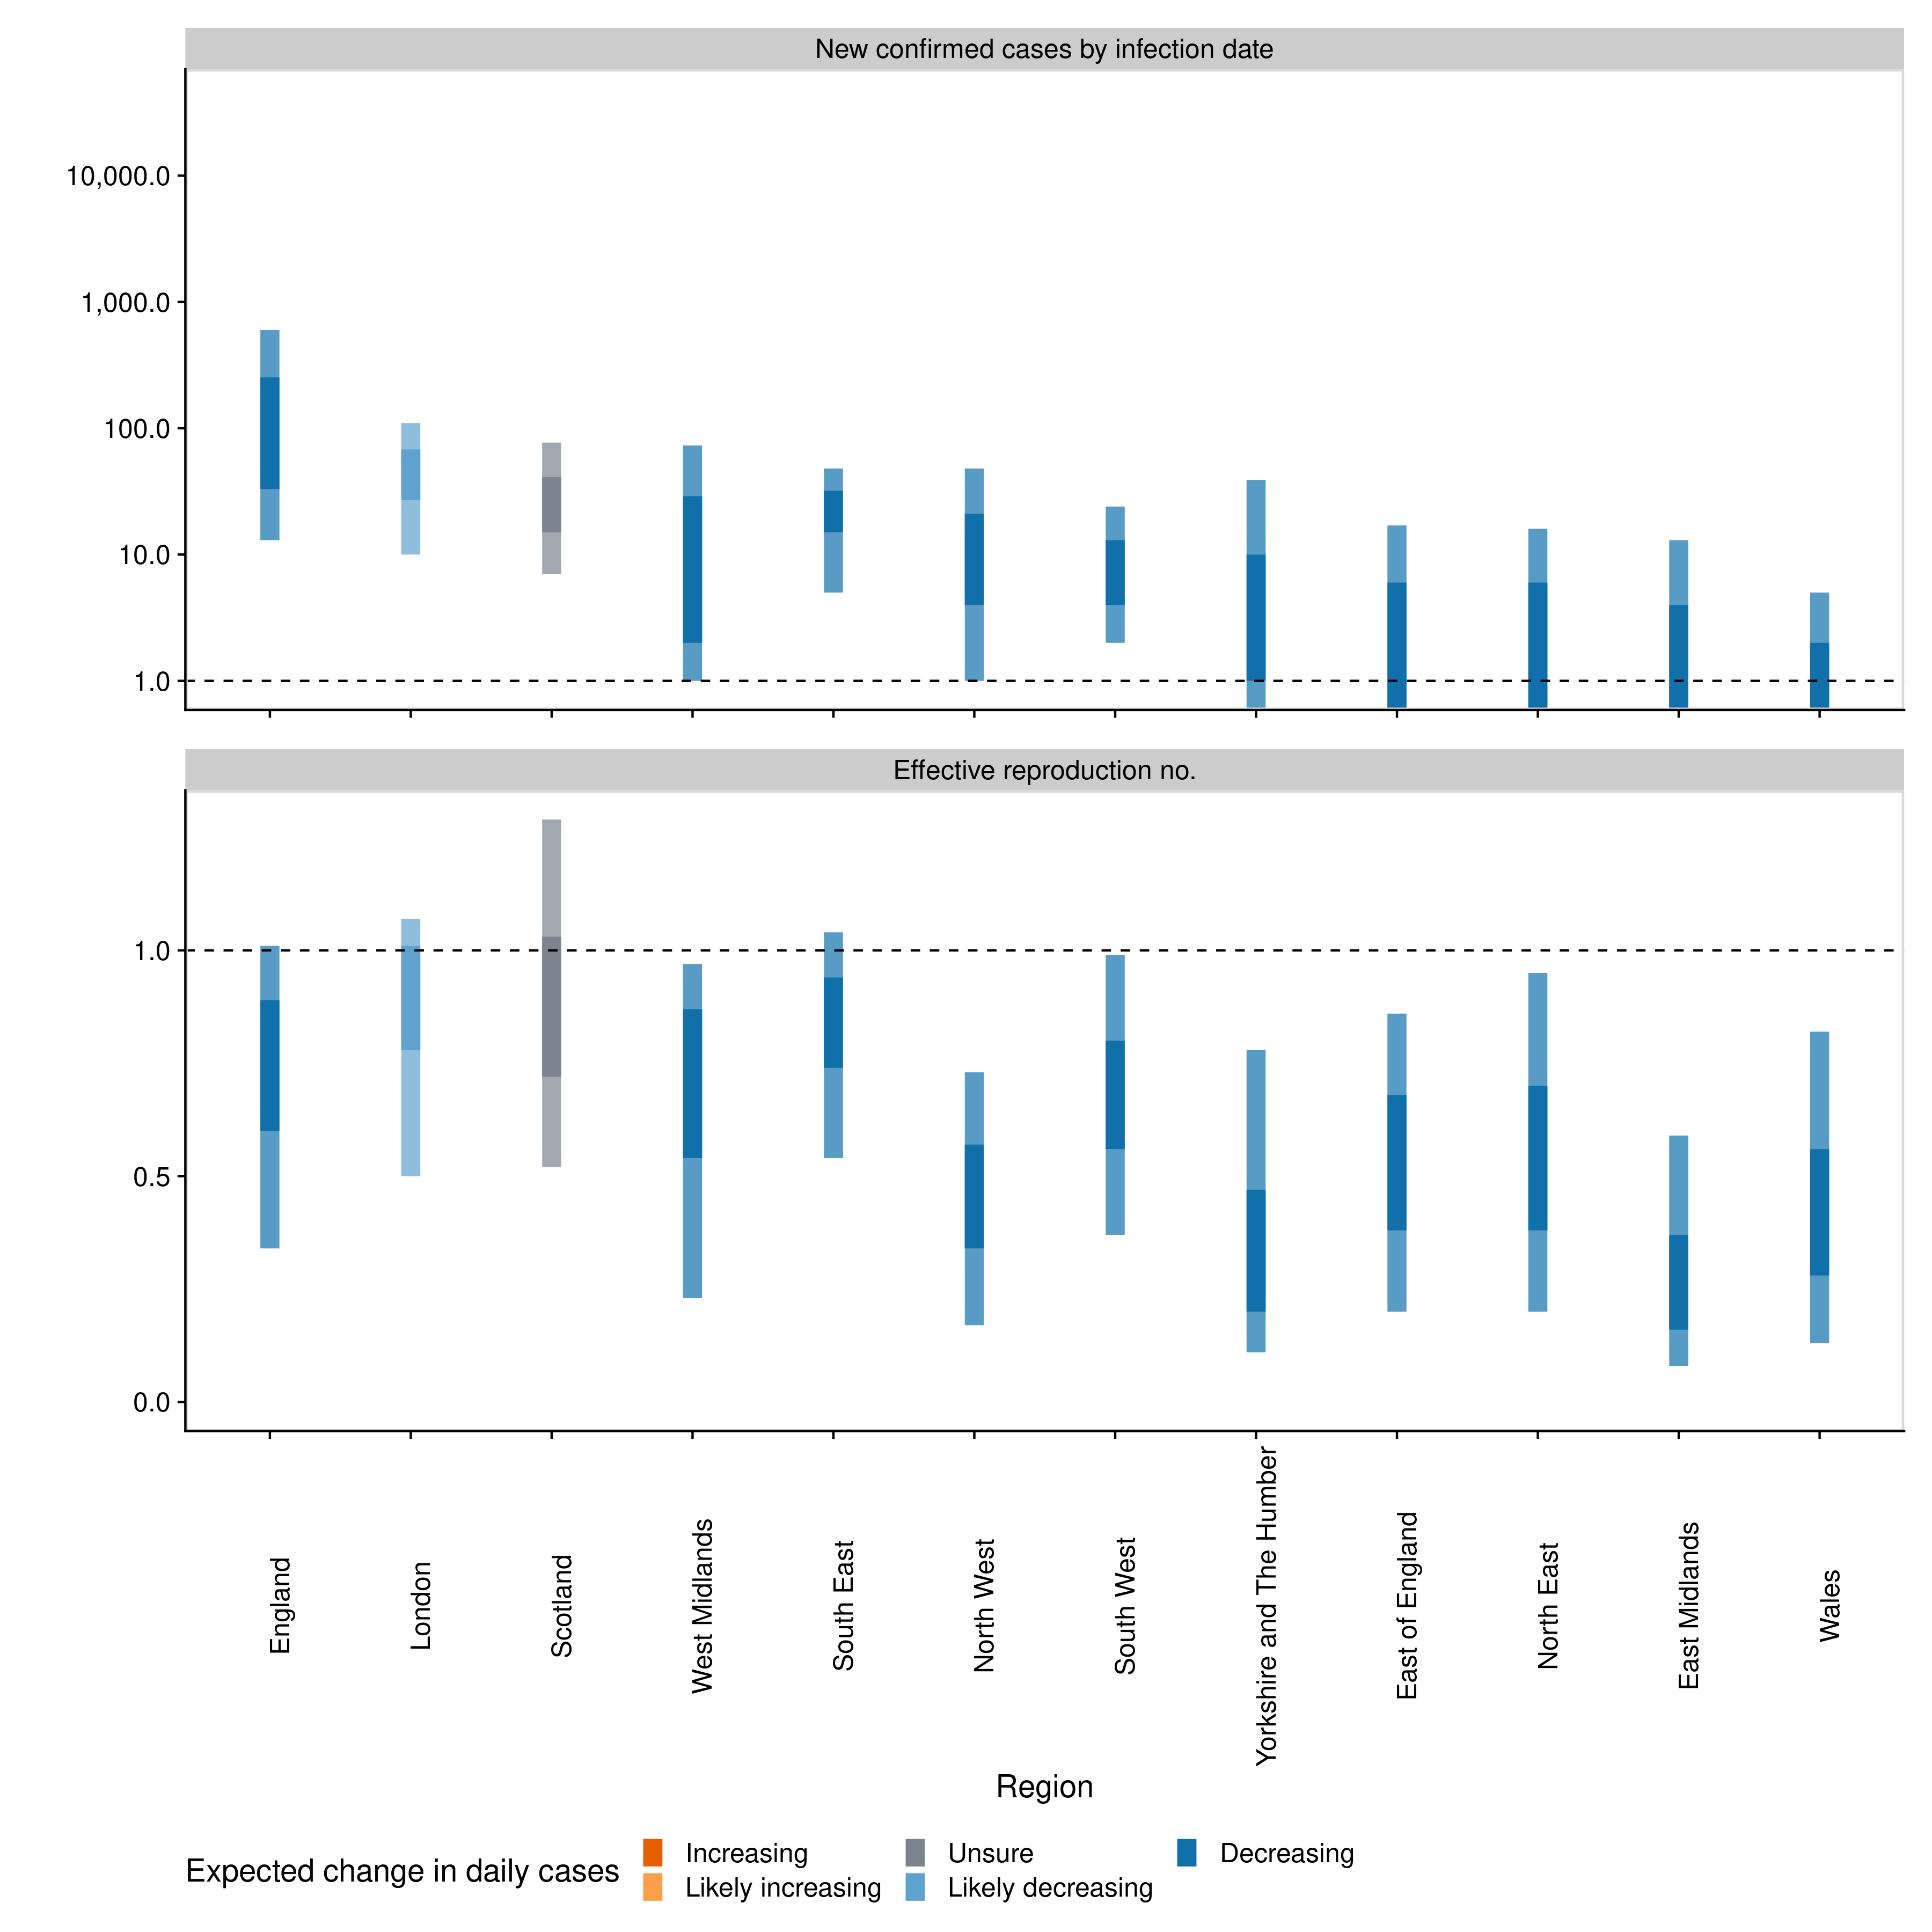 New confirmed cases by infection date
10,000.0
1,000.0
100.0
10.0
1.0
Effective reproduction no.
1.0
0.5
0.0
England
London
Scotland
West Midlands
South East
North West
South West
Yorkshire and The Humber
East of England
North East
East Midlands
Wales
Region
Expected change in daily cases
Increasing
Likely increasing
Unsure
Likely decreasing
Decreasing